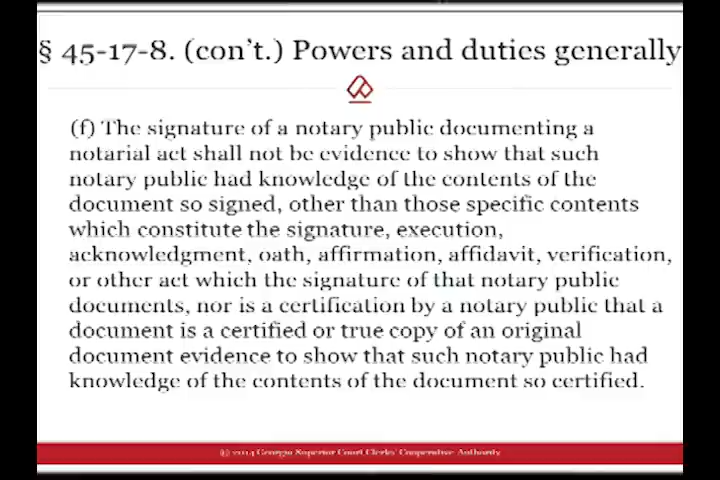 § 45-17-8. (con't.) Powers and duties generally
(f) The signature of a notary public documenting a
notarial act shall not be evidence to show that such
notary public had knowledge of the contents of the
document so signed, other than those specific contents
which constitute the signature, execution,
acknowledgment, oath, affirmation, affidavit, verification,
or other act which the signature of that notary public
documents, nor is a certification by a notary public that a
document is a certified or true copy of an original
document evidence to show that such notary public had
knowledge of the contents of the document so certified.
© 2014 Georgia Superior Court Clerks' Cooperative Authority